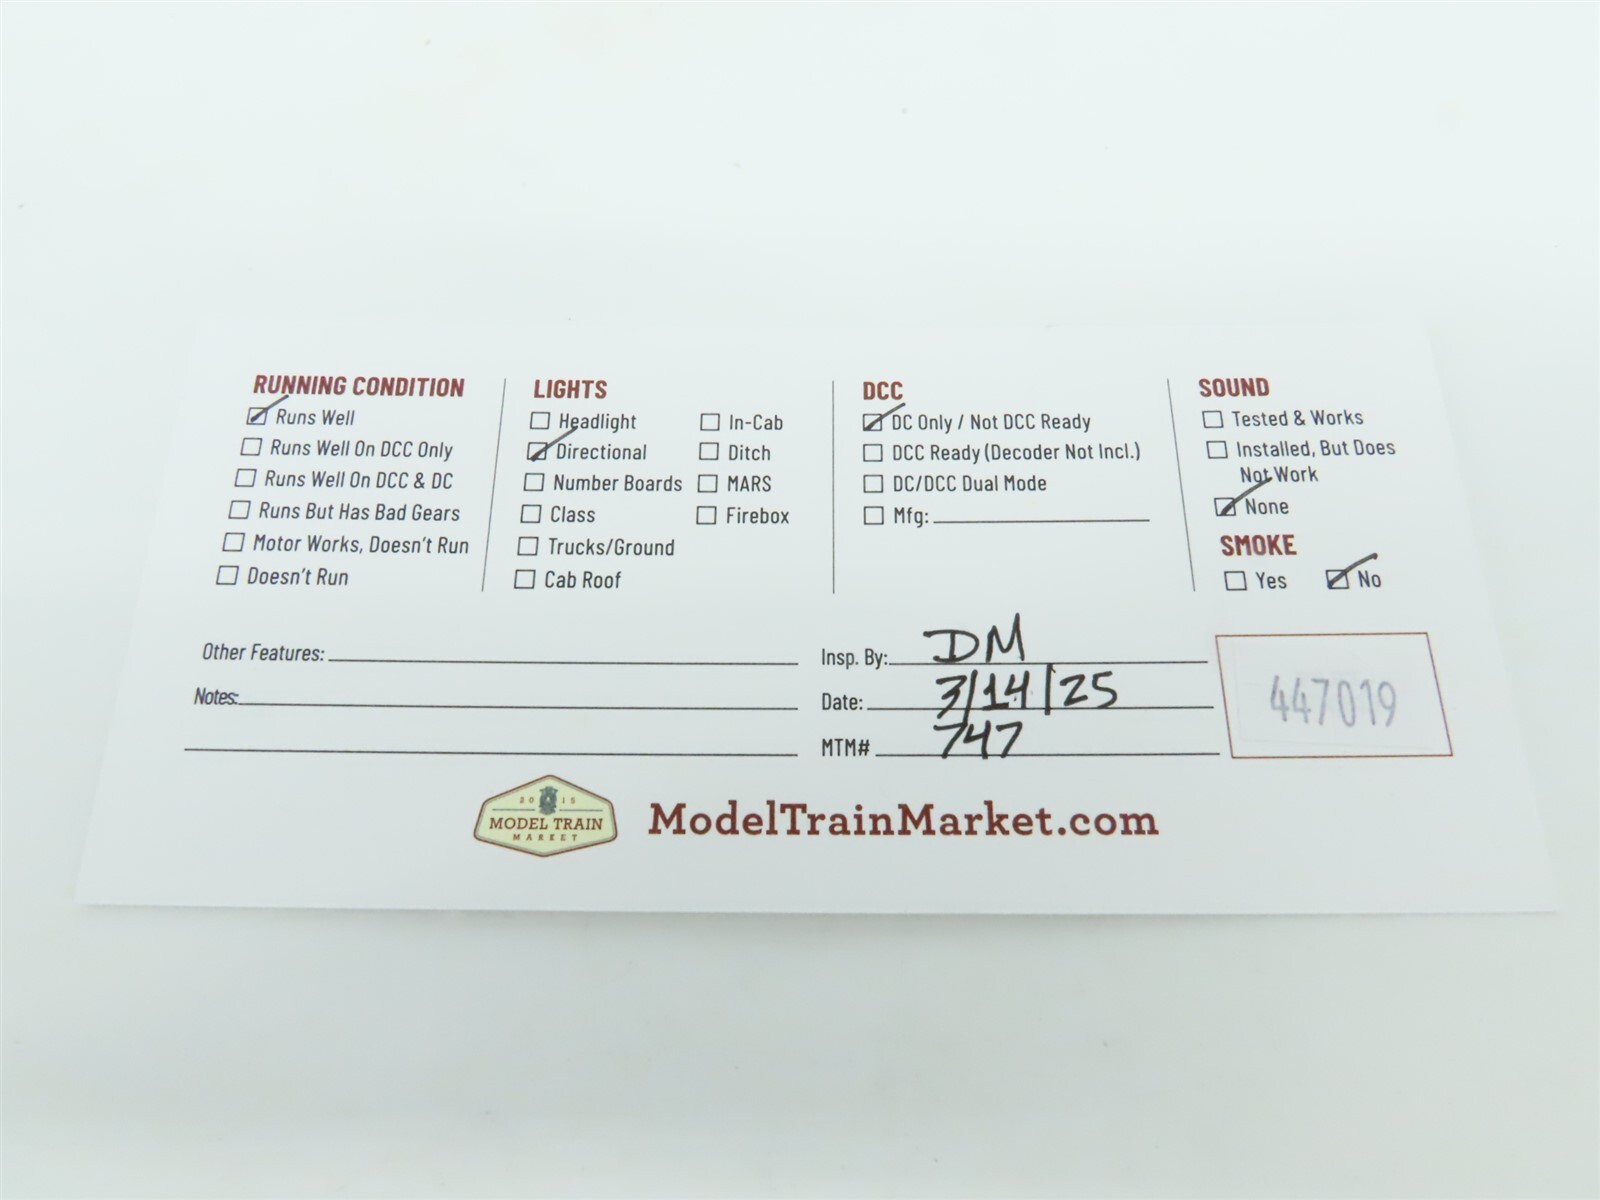 RUNNING CONDITION
Runs Well
Runs Well On DCC Only
Runs Well On DCC & DC
Runs But Has Bad Gears
Motor Works, Doesn't Run
Doesn't Run
LIGHTS
Headlight
Directional
Number Boards
Class
Trucks/Ground
Cab Roof
In-Cab
Ditch
MARS
Firebox
DCC
DC Only / Not DCC Ready
DCC Ready (Decoder Not Incl.)
DC/DCC Dual Mode
Mfg:
SOUND
Tested & Works
Installed, But Does
Not Work
None
SMOKE
Yes No
Other Features:
Notes:
Insp. By: DM
Date: 3/14/25
MTM# 747
447019
2015
MODEL TRAIN
MARKET
ModelTrainMarket.com